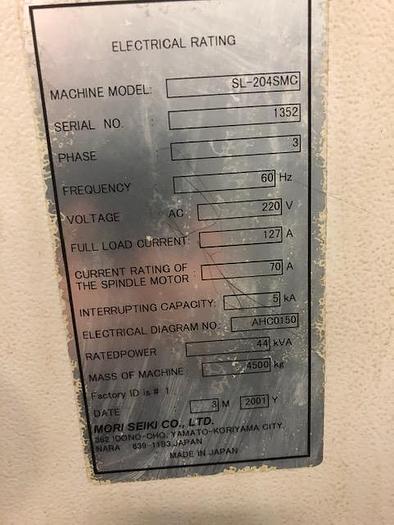 ELECTRICAL RATING
MACHINE MODEL: SL-204SMC
SERIAL NO. 1352
PHASE 3
FREQUENCY 60 Hz
VOLTAGE AC 220 V
FULL LOAD CURRENT: 127 A
CURRENT RATING OF
THE SPINDLE MOTOR 70 A
INTERRUPTING CAPACITY: 5 kA
ELECTRICAL DIAGRAM NO.: AHC0150
RATEDPOWER 44 kVA
MASS OF MACHINE 4500 kg
Factory ID is # 1
DATE 3 M 2001 Y
MORI SEIKI CO., LTD.
362 IDONO-CHO, YAMATO-KORIYAMA CITY,
NARA 639-1183,JAPAN
MADE IN JAPAN